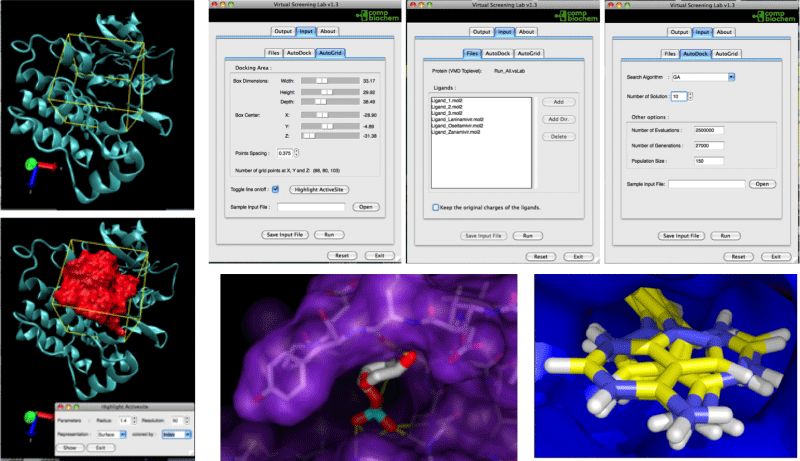 Virtual Screening Lab v1.3
comp
biochem
Output Input About
Files AutoDock AutoGrid
Docking Area :
Box Dimensions: Width: 33.17
Height: 29.92
Depth: 38.49
Box Center: X: -28.90
Y: -4.89
Z: -31.38
Points Spacing : 0.375
Number of grid points at X, Y and Z: (88, 80, 103)
Toggle line on/off : Highlight ActiveSite
Sample Input File : Open
Save Input File Run
Reset Exit
Virtual Screening Lab v1.3
comp
biochem
Output Input About
Files AutoDock AutoGrid
Protein (VMD Toplevel): Run_All.vsLab
Ligands :
Ligand_1.mol2
Ligand_2.mol2
Ligand_3.mol2
Ligand_Laninamivir.mol2
Ligand_Oseltamivir.mol2
Ligand_Zanamivir.mol2
Add
Add Dir.
Delete
Keep the original charges of the ligands.
Save Input File Run
Reset Exit
Virtual Screening Lab v1.3
comp
biochem
Output Input About
Files AutoDock AutoGrid
Search Algorithm : GA
Number of Solution : 10
Other options :
Number of Evaluations : 2500000
Number of Generations : 27000
Population Size : 150
Sample Input File: Open
Save Input File Run
Reset Exit
Highlight Activesite
Parameters : Radius: 1.4 Resolution: 50
Representation : Surface colored by : Index
Show Exit